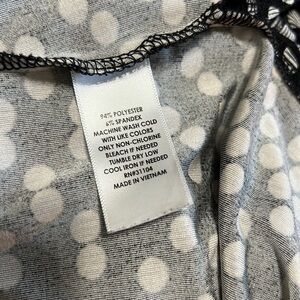 94% POLYESTER
6% SPANDEX
MACHINE WASH COLD
WITH LIKE COLORS
ONLY NON-CHLORINE
BLEACH IF NEEDED
TUMBLE DRY LOW
COOL IRON IF NEEDED
RN#31104
MADE IN VIETNAM